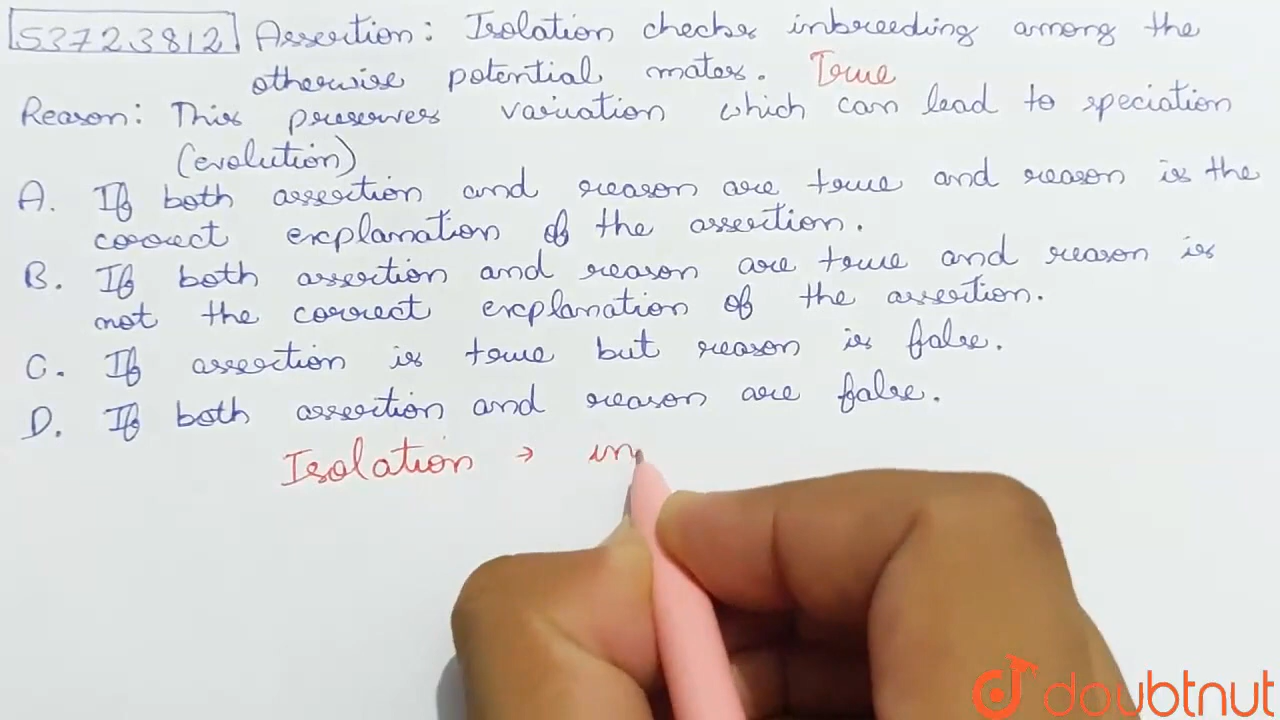 53723812 Assertion: Isolation checks inbreeding among the
otherwise potential mates. True
Reason: This preserves variation which can lead to speciation
(evolution)
A. If both assertion and reason are true and reason is the
correct explanation of the assertion.
B. If both assertion and reason are true and reason is
not the correct explanation of the assertion.
C. If assertion is true but reason is false.
D. If both assertion and reason are false.
Isolation → in
doubtnut